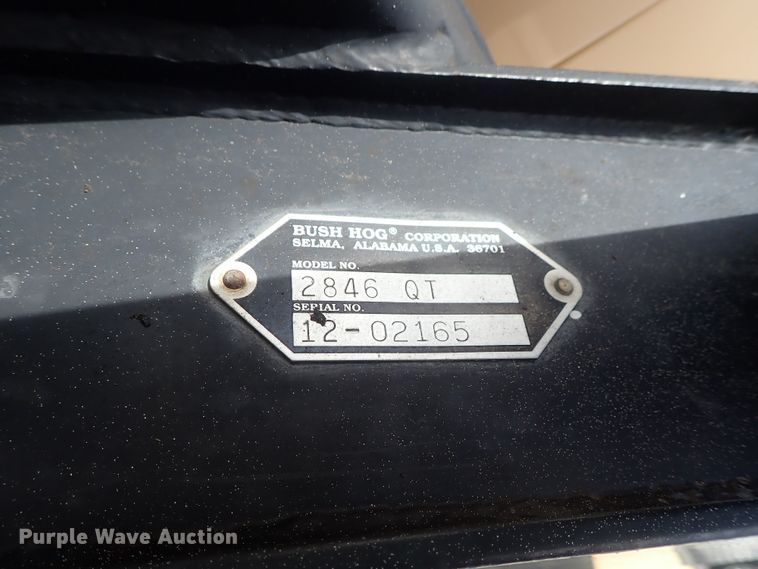 BUSH HOG® CORPORATION
SELMA, ALABAMA U.S.A. 36701
MODEL NO.
2846 QT
SERIAL NO.
12-02165
Purple Wave Auction